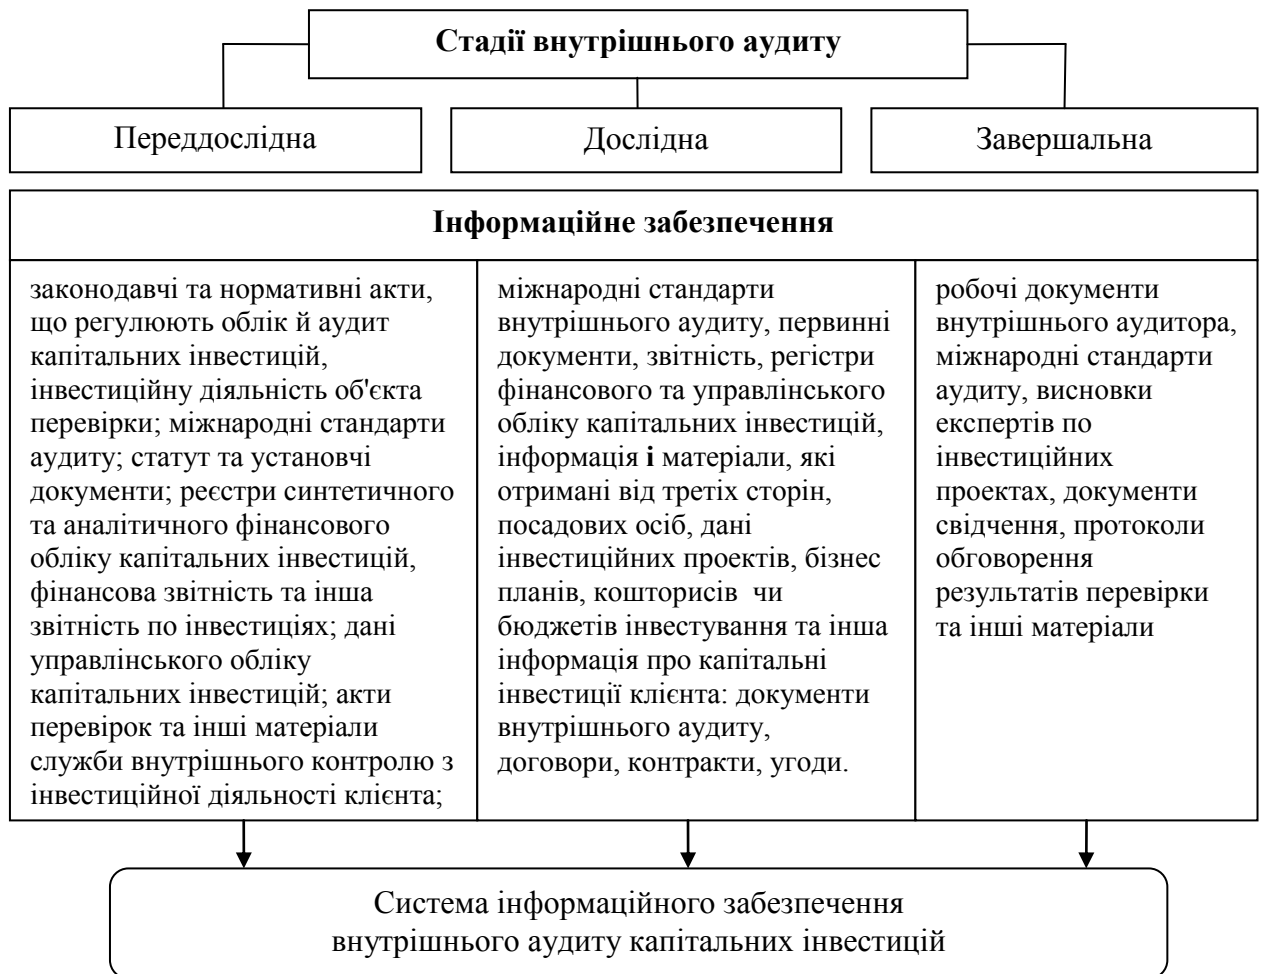 Стадії внутрішнього аудиту
Переддослідна
Дослідна
Завершальна
Інформаційне забезпечення
законодавчі та нормативні акти,
що регулюють облік й аудит
капітальних інвестицій,
інвестиційну діяльність об'єкта
перевірки; міжнародні стандарти
аудиту; статут та установчі
документи; реєстри синтетичного
та аналітичного фінансового
обліку капітальних інвестицій,
фінансова звітність та інша
звітність по інвестиціях; дані
управлінського обліку
капітальних інвестицій; акти
перевірок та інші матеріали
служби внутрішнього контролю з
інвестиційної діяльності клієнта;
міжнародні стандарти
внутрішнього аудиту, первинні
документи, звітність, регістри
фінансового та управлінського
обліку капітальних інвестицій,
інформація і матеріали, які
отримані від третіх сторін,
посадових осіб, дані
інвестиційних проектів, бізнес
планів, кошторисів чи
бюджетів інвестування та інша
інформація про капітальні
інвестиції клієнта: документи
внутрішнього аудиту,
договори, контракти, угоди.
робочі документи
внутрішнього аудитора,
міжнародні стандарти
аудиту, висновки
експертів по
інвестиційних
проектах, документи
свідчення, протоколи
обговорення
результатів перевірки
та інші матеріали
Система інформаційного забезпечення
внутрішнього аудиту капітальних інвестицій